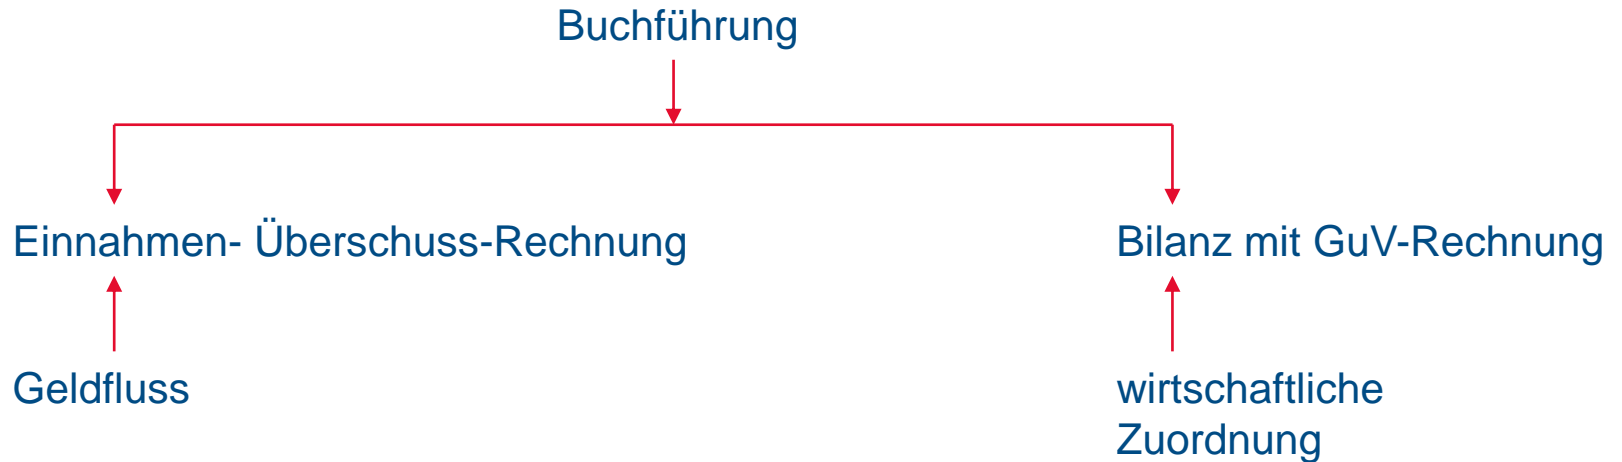 Buchführung
Einnahmen- Überschuss-Rechnung
Bilanz mit GuV-Rechnung
Geldfluss
wirtschaftliche
Zuordnung